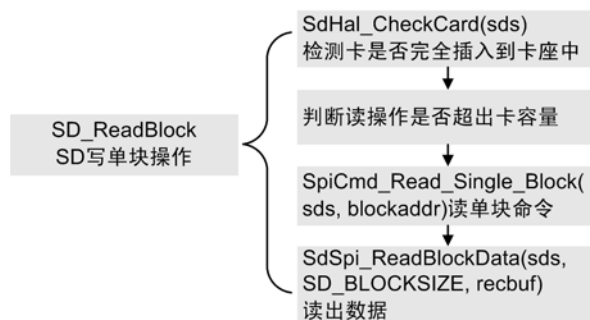 SD_ReadBlock
SD写单块操作
SdHal_CheckCard(sds)
检测卡是否完全插入到卡座中
判断读操作是否超出卡容量
SpiCmd_Read_Single_Block(
sds, blockaddr)读单块命令
SdSpi_ReadBlockData(sds,
SD_BLOCKSIZE, recbuf)
读出数据